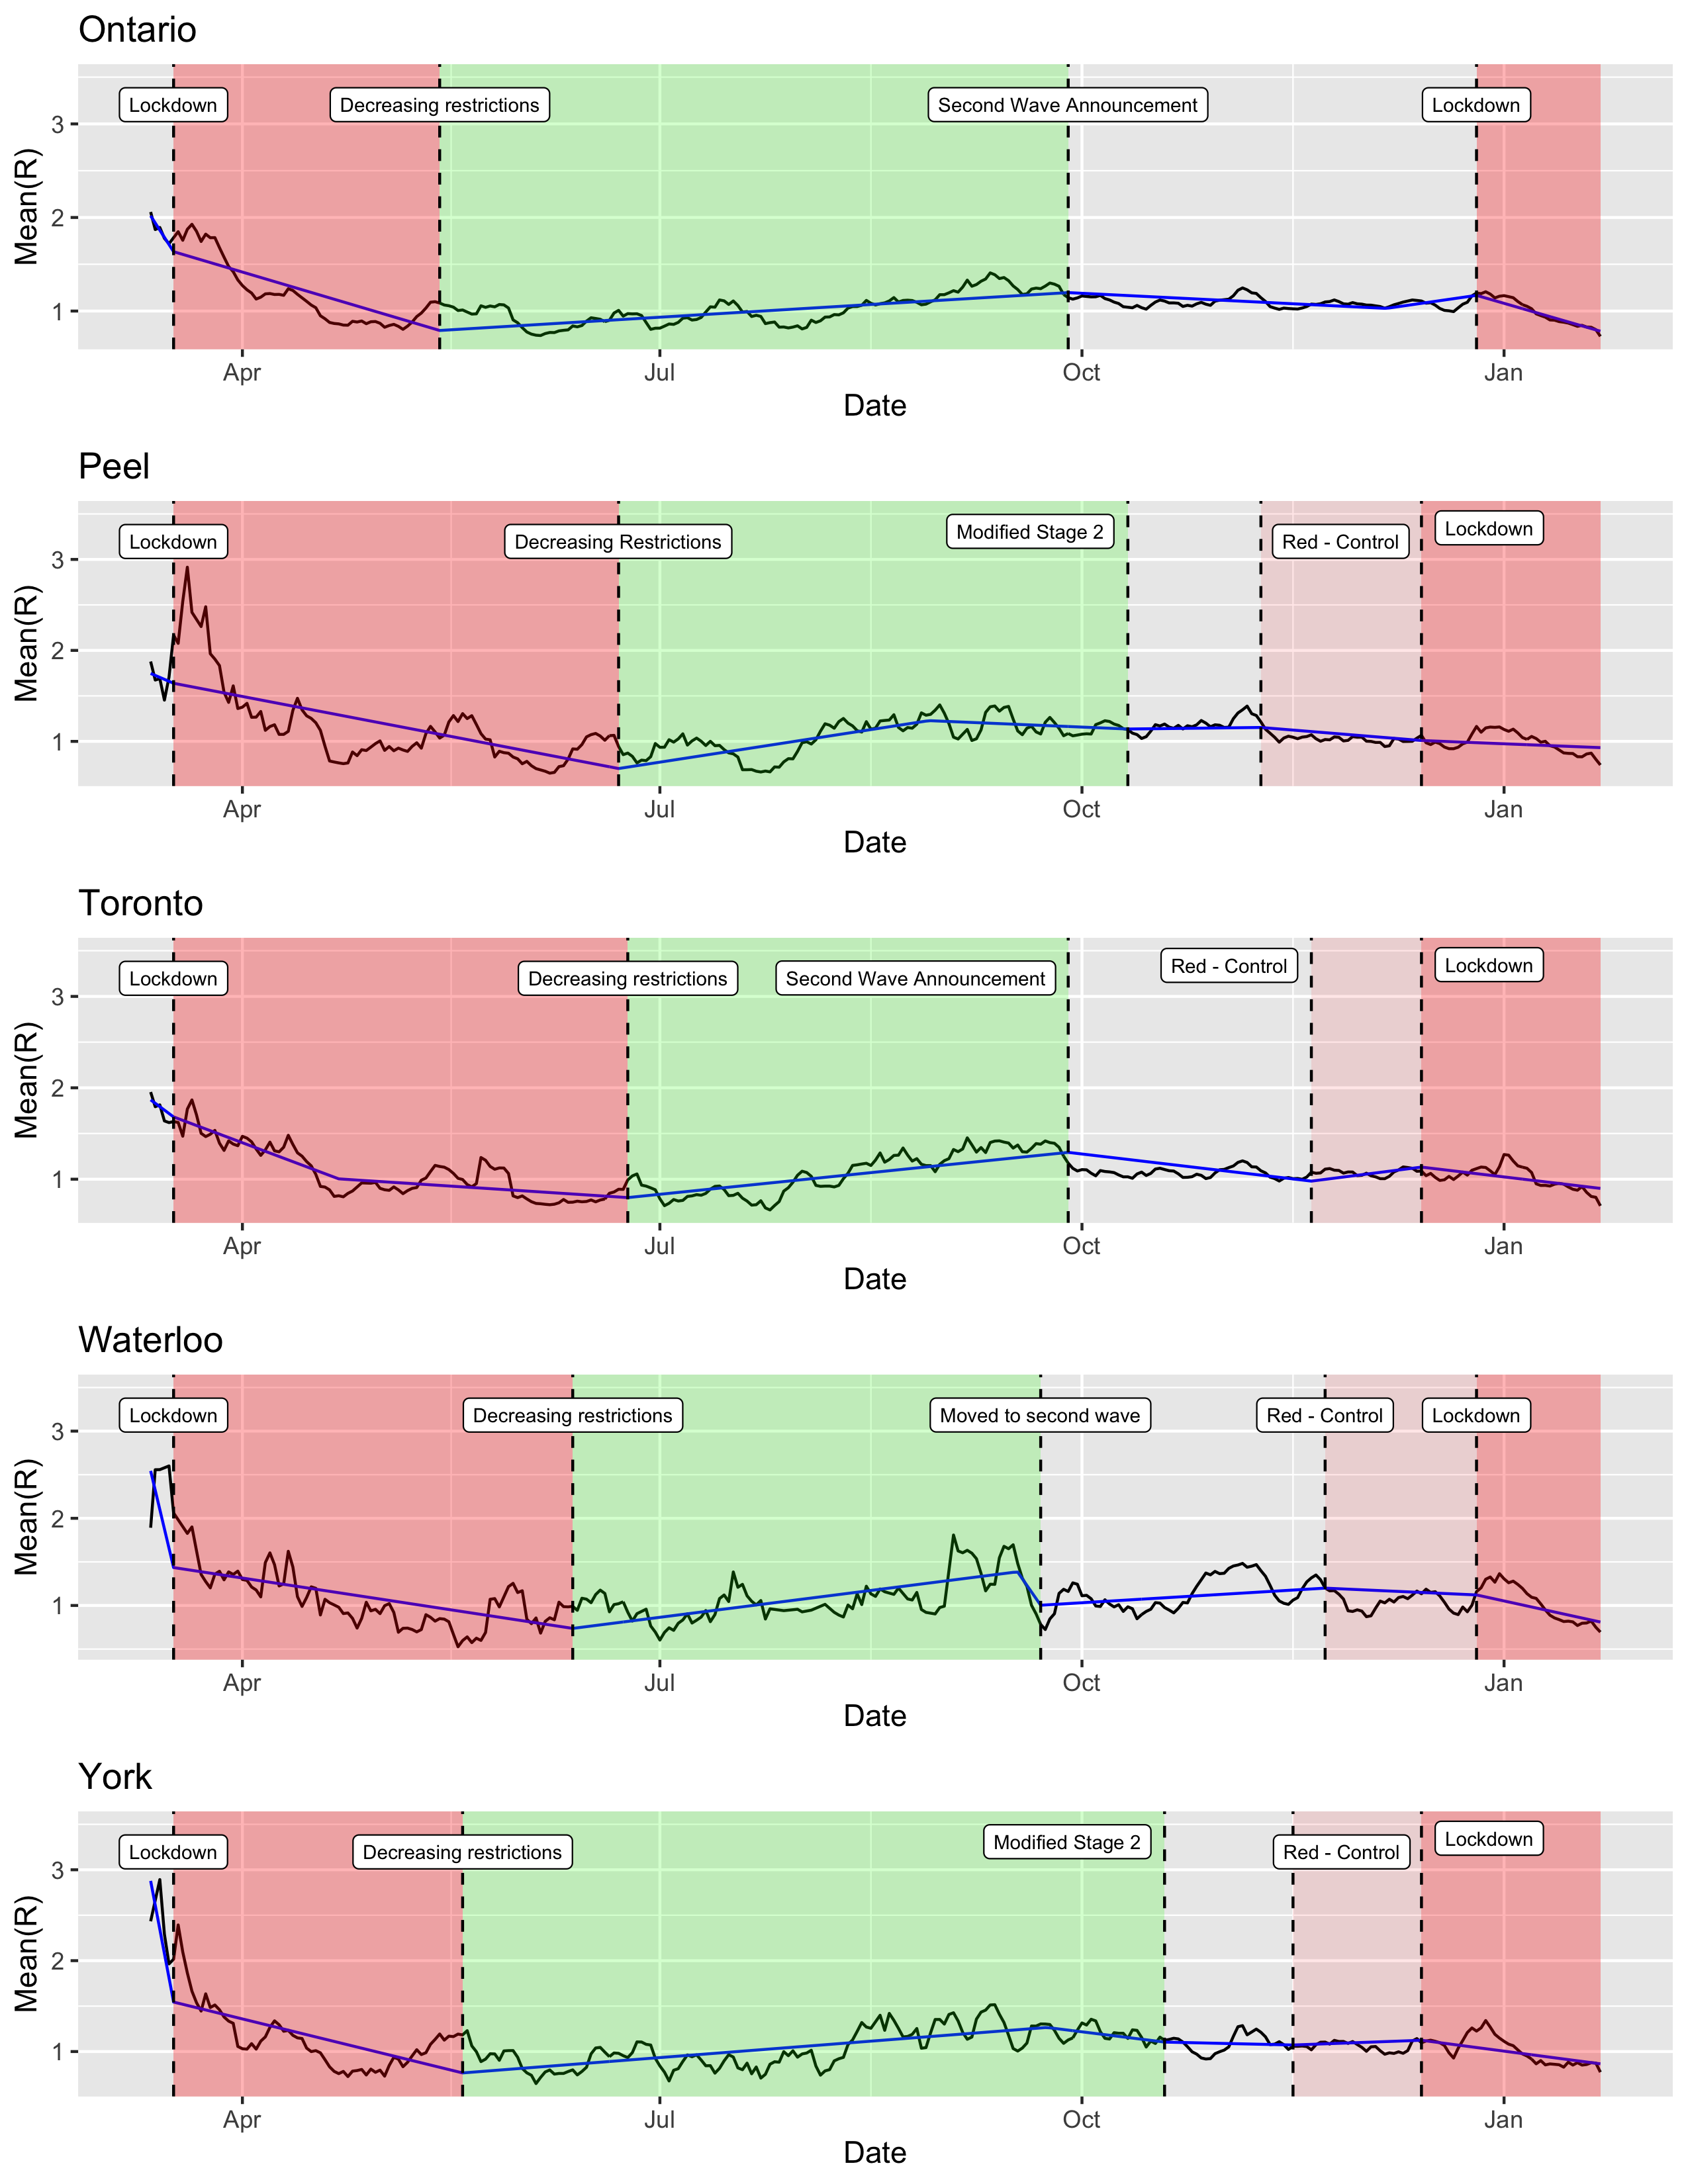 Ontario
Lockdown
Decreasing restrictions
Second Wave Announcement
Lockdown
Mean(R)
3
2
1
Apr
Jul
Oct
Jan
Date
Peel
Lockdown
Decreasing Restrictions
Modified Stage 2
Red - Control
Lockdown
Mean(R)
3
2
1
Apr
Jul
Oct
Jan
Date
Toronto
Lockdown
Decreasing restrictions
Second Wave Announcement
Red - Control
Lockdown
Mean(R)
3
2
1
Apr
Jul
Oct
Jan
Date
Waterloo
Lockdown
Decreasing restrictions
Moved to second wave
Red - Control
Lockdown
Mean(R)
3
2
1
Apr
Jul
Oct
Jan
Date
York
Lockdown
Decreasing restrictions
Modified Stage 2
Red - Control
Lockdown
Mean(R)
3
2
1
Apr
Jul
Oct
Jan
Date